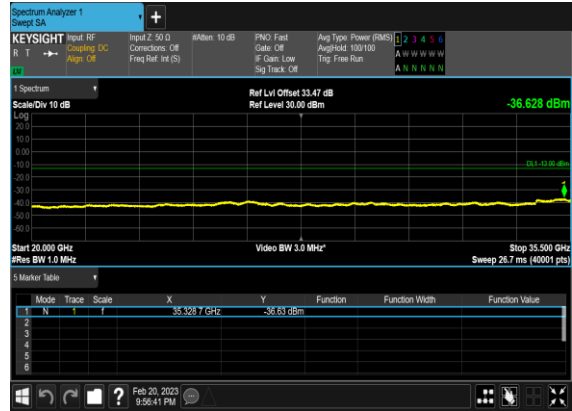 Spectrum Analyzer 1
Swept SA
+
KEYSIGHT Input: RF Input Z: 50 Ω #Atten: 10 dB PNO: Fast Avg Type: Power (RMS) 1 2 3 4 5 6
R T Coupling: DC Corrections: Off Gate: Off Avg|Hold: 100/100 A W W W W W
Align: Off Freq Ref: Int (S) IF Gain: Low Trig: Free Run
Sig Track: Off A N N N N N
1 Spectrum
Scale/Div 10 dB Ref Lvl Offset 33.47 dB
Ref Level 30.00 dBm -36.628 dBm
Log
20.0
10.0
0.00
-10.0
DL1 -13.00 dBm
-20.0
-30.0
1
-40.0
-50.0
-60.0
Start 20.000 GHz Video BW 3.0 MHz* Stop 35.500 GHz
#Res BW 1.0 MHz Sweep 26.7 ms (40001 pts)
5 Marker Table
Mode Trace Scale X Y Function Function Width Function Value
1 N 1 f 35.328 7 GHz -36.63 dBm
2
3
4
5
6
? Feb 20, 2023
9:56:41 PM